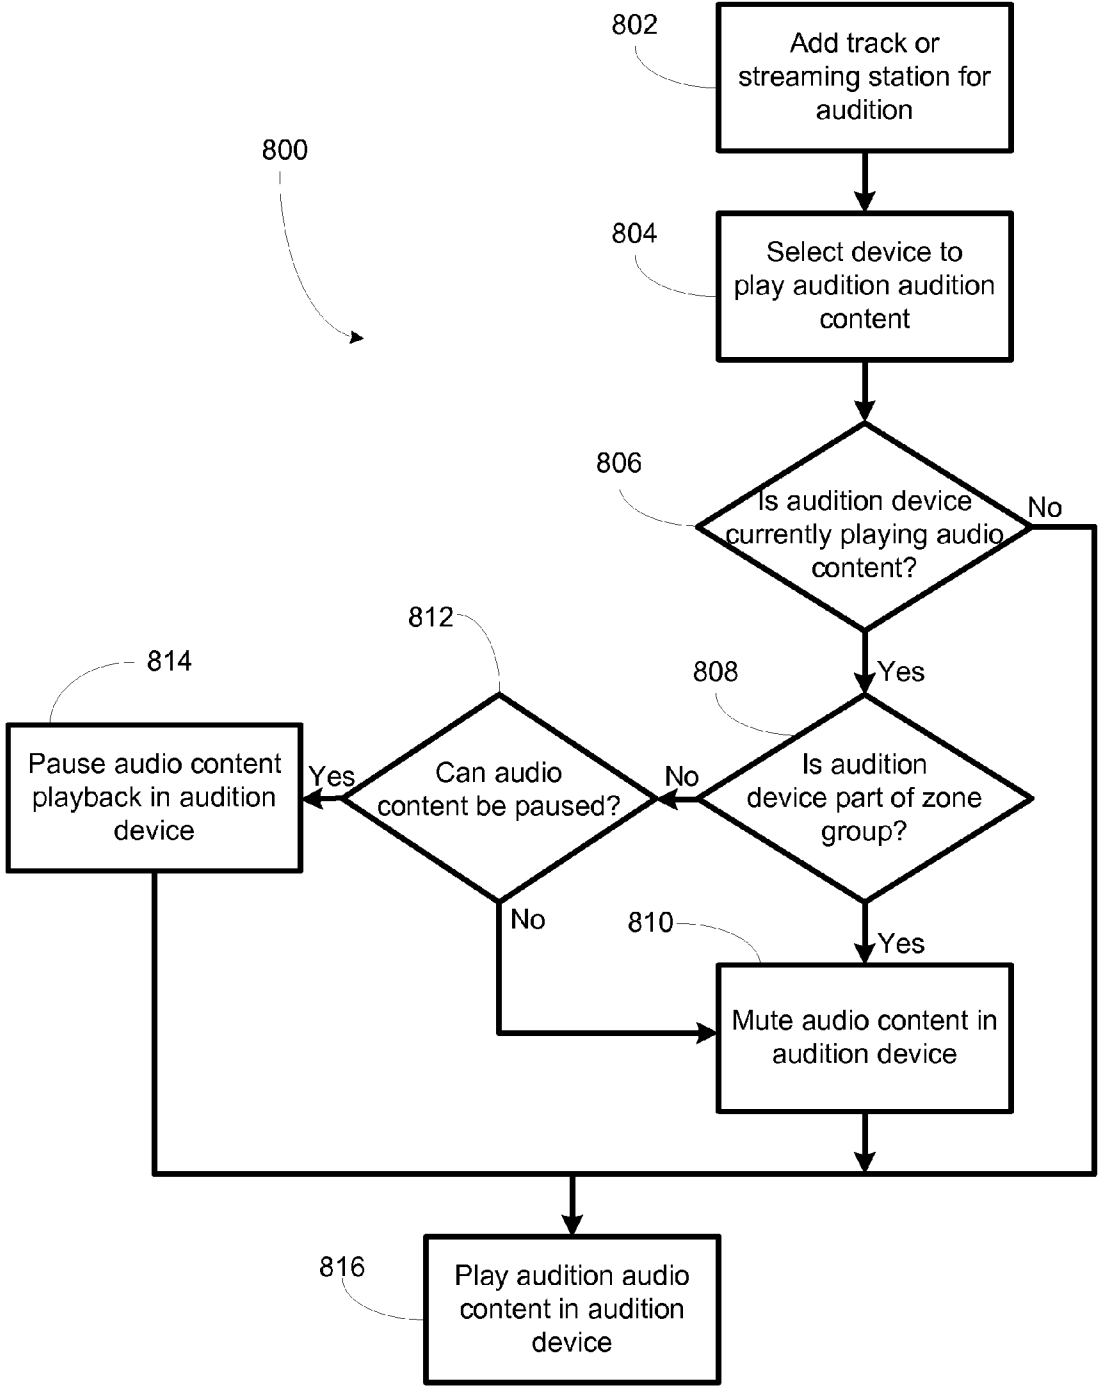 802
Add track or
streaming station for
audition
800
804
Select device to
play audition audition
content
806
Is audition device
currently playing audio
content?
No
Yes
808
Is audition
device part of zone
group?
No
Yes
812
Can audio
content be paused?
Yes
No
814
Pause audio content
playback in audition
device
810
Mute audio content in
audition device
816
Play audition audio
content in audition
device